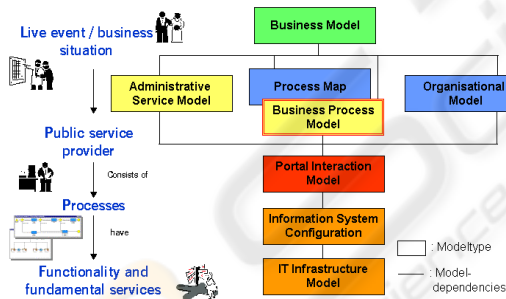 Live event / business
situation
Public service
provider
Consists of
Processes
have
Functionality and
fundamental services
Business Model
Administrative
Service Model
Process Map
Organisational
Model
Business Process
Model
Portal Interaction
Model
Information System
Configuration
IT Infrastructure
Model
: Modeltype
: Model-
dependencies